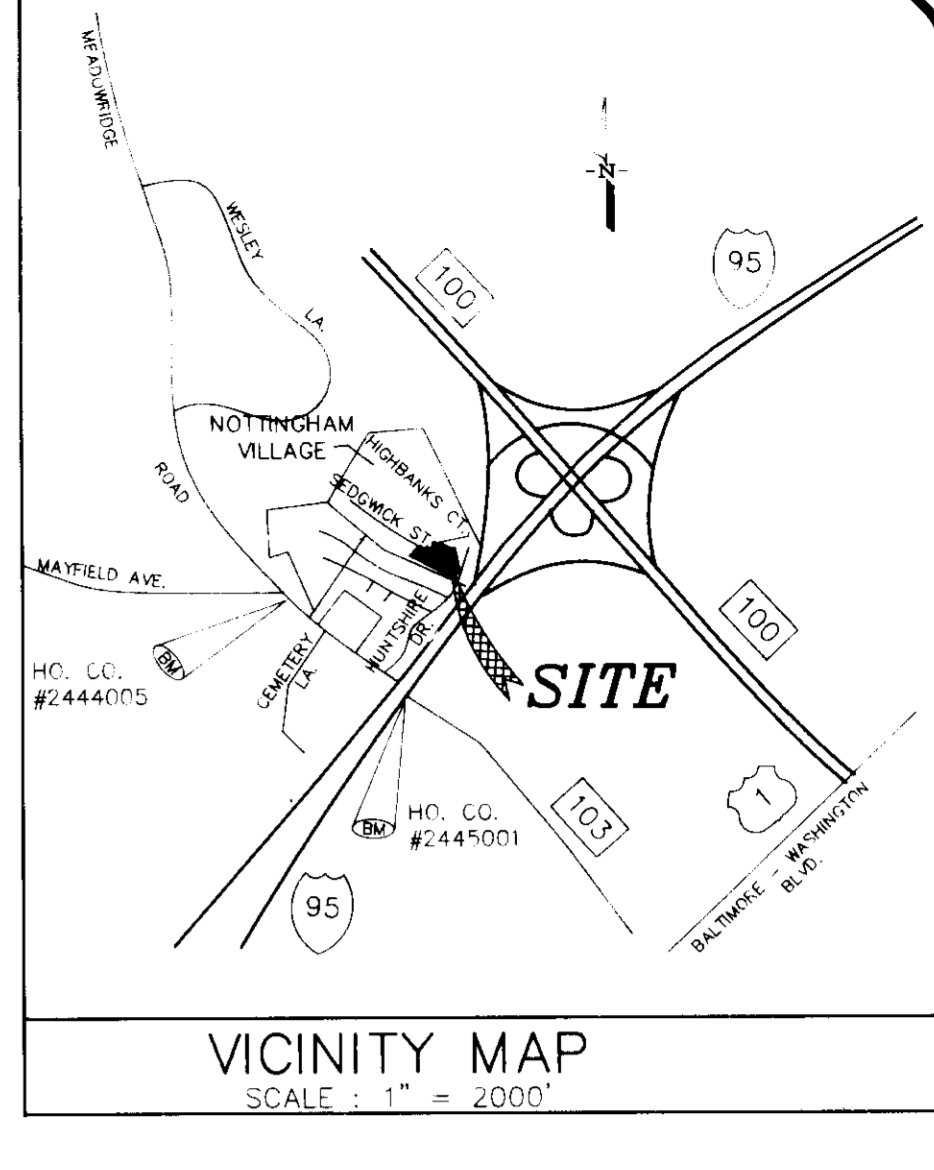 MEADOWRIDGE
ROAD
WESLEY
LA.
-N-
100
95
NOTTINGHAM
VILLAGE
HIGHBANKS CT.
SEDGWICK ST.
MAYFIELD AVE.
HUNTSHIRE
DR.
CEMETERY
LA.
BM
HO. CO.
#2444005
SITE
100
1
BALTIMORE - WASHINGTON
BLVD.
103
BM
HO. CO.
#2445001
95
VICINITY MAP
SCALE : 1" = 2000'